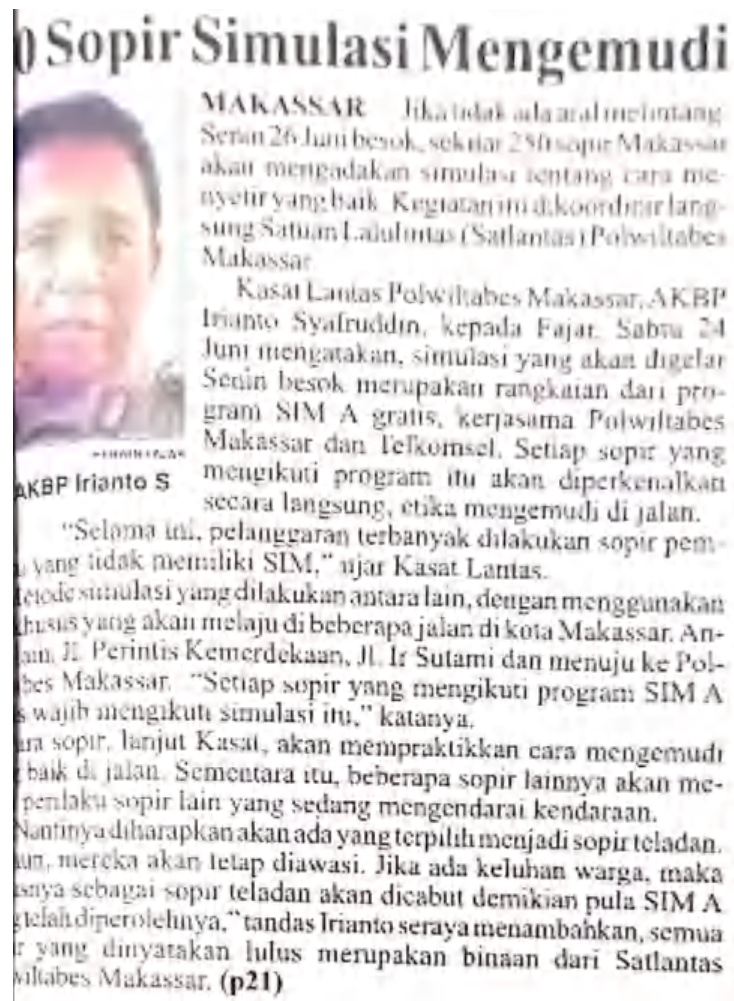 0 Sopir Simulasi Mengemudi
MAKASSAR Jika tidak ada aral melintang
Senin 26 Juni besok, sekitar 250 sopir Makassar
akan mengadakan simulasi tentang cara me-
nyetir yang baik. Kegiatan ini dikoordinir lang-
sung Satuan Lalulintas (Satlantas) Polwiltabes
Makassar
Kasat Lantas Polwiltabes Makassar, AKBP
Irianto Syafruddin, kepada Fajar, Sabtu 24
Juni mengatakan, simulasi yang akan digelar
Senin besok merupakan rangkaian dari pro-
gram SIM A gratis, kerjasama Polwiltabes
Makassar dan Telkomsel. Setiap sopir yang
mengikuti program itu akan diperkenalkan
secara langsung, etika mengemudi di jalan.
AKBP Irianto S
"Selama ini, pelanggaran terbanyak dilakukan sopir pem-
u yang tidak memiliki SIM," ujar Kasat Lantas.
etode simulasi yang dilakukan antara lain, dengan menggunakan
husus yang akan melaju di beberapa jalan di kota Makassar. An-
lain, Jl. Perintis Kemerdekaan, Jl. Ir Sutami dan menuju ke Pol-
abes Makassar. "Setiap sopir yang mengikuti program SIM A
s wajib mengikuti simulasi itu," katanya.
ara sopir, lanjut Kasat, akan mempraktikkan cara mengemudi
baik di jalan. Sementara itu, beberapa sopir lainnya akan me-
perilaku sopir lain yang sedang mengendarai kendaraan.
Nantinya diharapkan akan ada yang terpilih menjadi sopir teladan.
un, mereka akan tetap diawasi. Jika ada keluhan warga, maka
usnya sebagai sopir teladan akan dicabut demikian pula SIM A
g telah diperolehnya," tandas Irianto seraya menambahkan, semua
ir yang dinyatakan lulus merupakan binaan dari Satlantas
wiltabes Makassar. (p21)